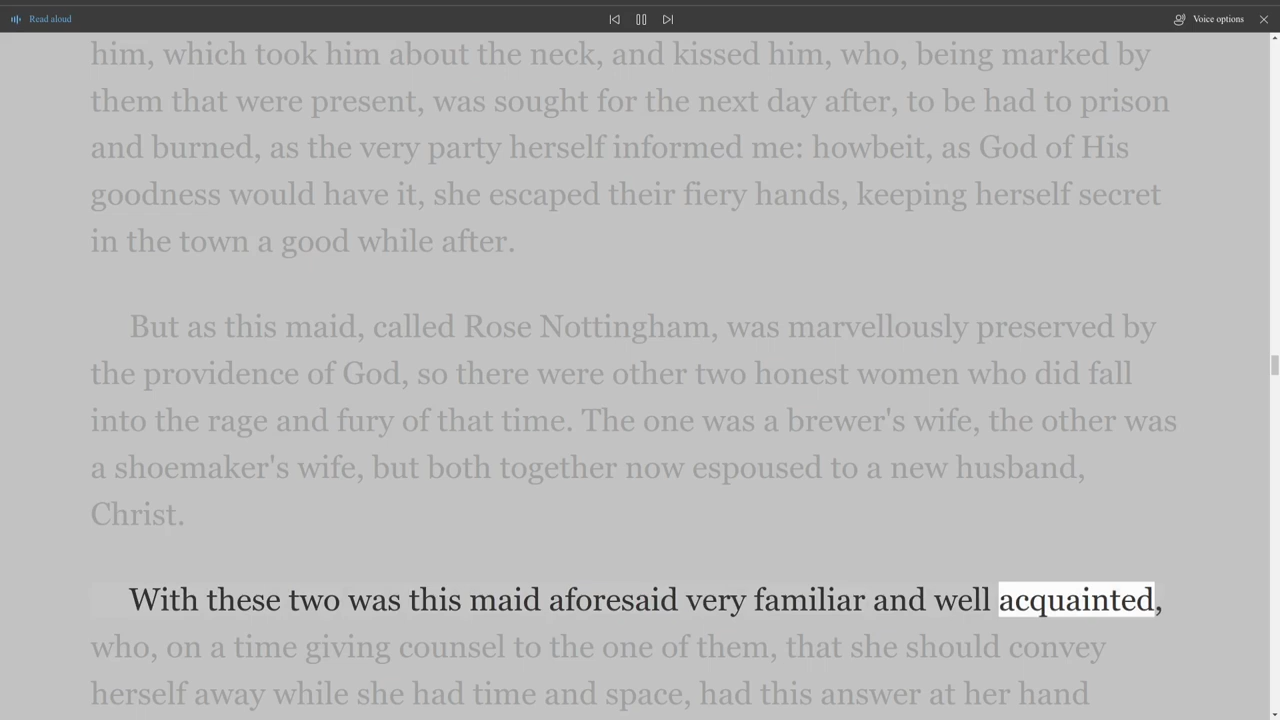 Read aloud
Voice options
him, which took him about the neck, and kissed him, who, being marked by
them that were present, was sought for the next day after, to be had to prison
and burned, as the very party herself informed me: howbeit, as God of His
goodness would have it, she escaped their fiery hands, keeping herself secret
in the town a good while after.
But as this maid, called Rose Nottingham, was marvellously preserved by
the providence of God, so there were other two honest women who did fall
into the rage and fury of that time. The one was a brewer's wife, the other was
a shoemaker's wife, but both together now espoused to a new husband,
Christ.
With these two was this maid aforesaid very familiar and well acquainted,
who, on a time giving counsel to the one of them, that she should convey
herself away while she had time and space, had this answer at her hand